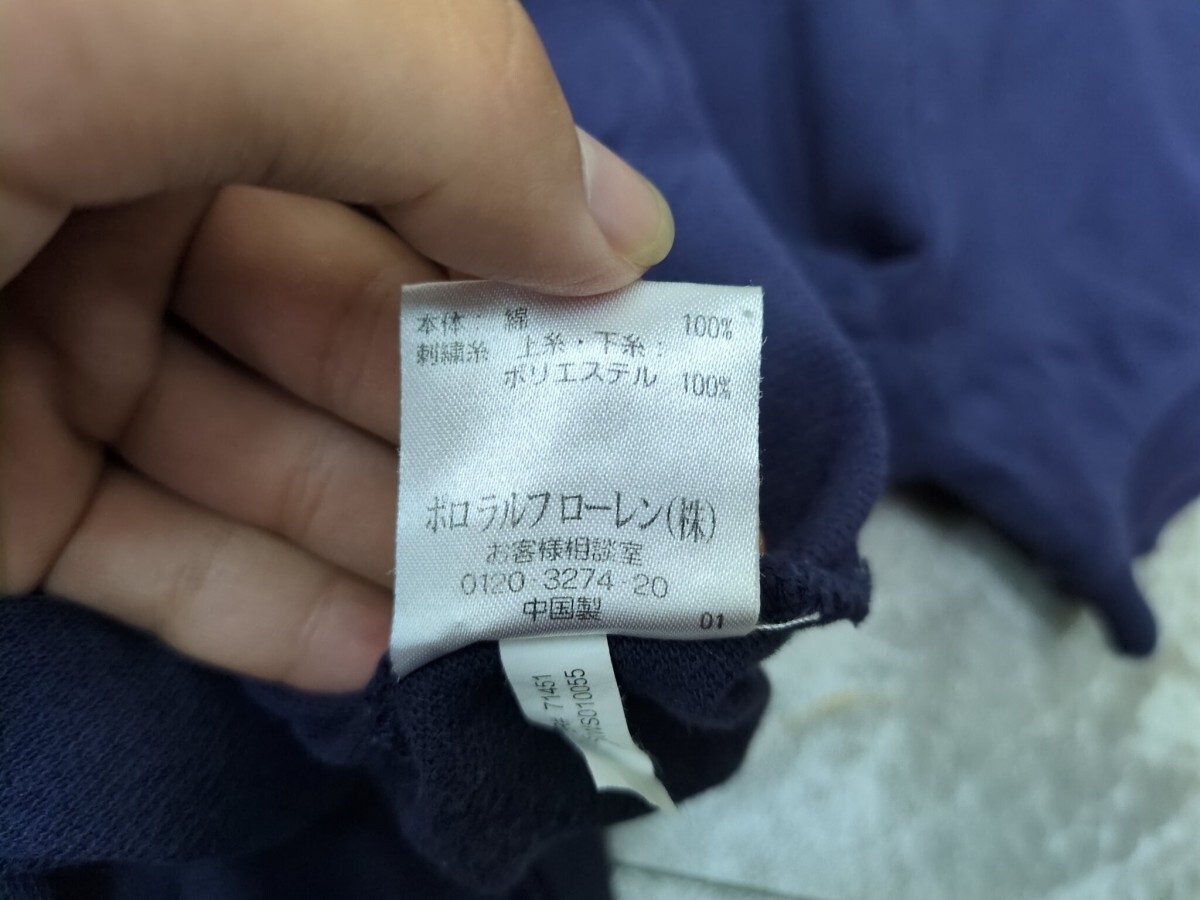 本体: 綿 100%
刺繍糸 上糸・下糸:
ポリエステル 100%
ポロ ラルフ ローレン(株)
お客様相談室
0120-3274-20
中国製
01
# 71451